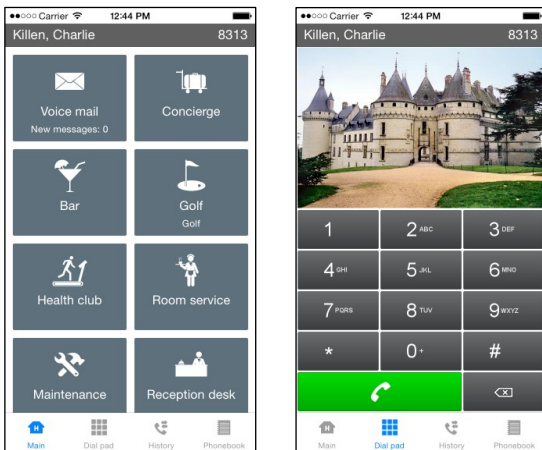 ●●○○○ Carrier 12:44 PM
Killen, Charlie 8313
Voice mail
New messages: 0
Concierge
Bar
Golf
Golf
Health club
Room service
Maintenance
Reception desk
H
Main Dial pad History Phonebook
●●○○○ Carrier 12:44 PM
Killen, Charlie 8313
1 2 ABC 3 DEF
4 GHI 5 JKL 6 MNO
7 PQRS 8 TUV 9 WXYZ
* 0 + #
H
Main Dial pad History Phonebook